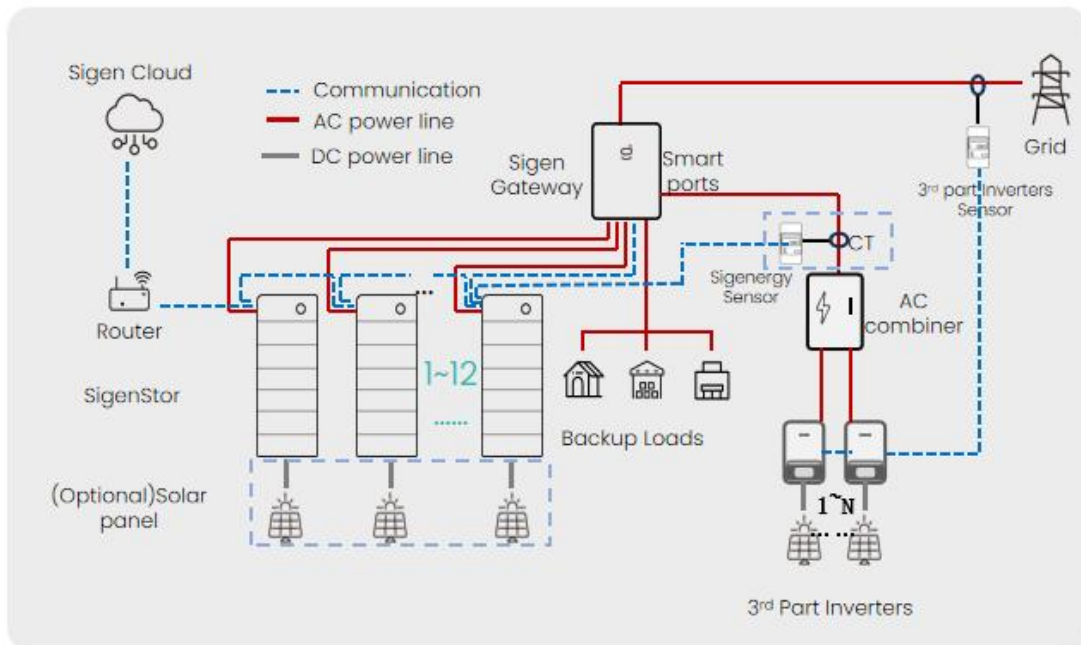 Sigen Cloud
Communication
AC power line
DC power line
Sigen
Gateway
Smart
ports
Grid
3rd part Inverters
Sensor
CT
Sigenergy
Sensor
AC
combiner
Router
SigenStor
...
1~12
......
Backup Loads
(Optional)Solar
panel
1~N
... ...
3rd Part Inverters